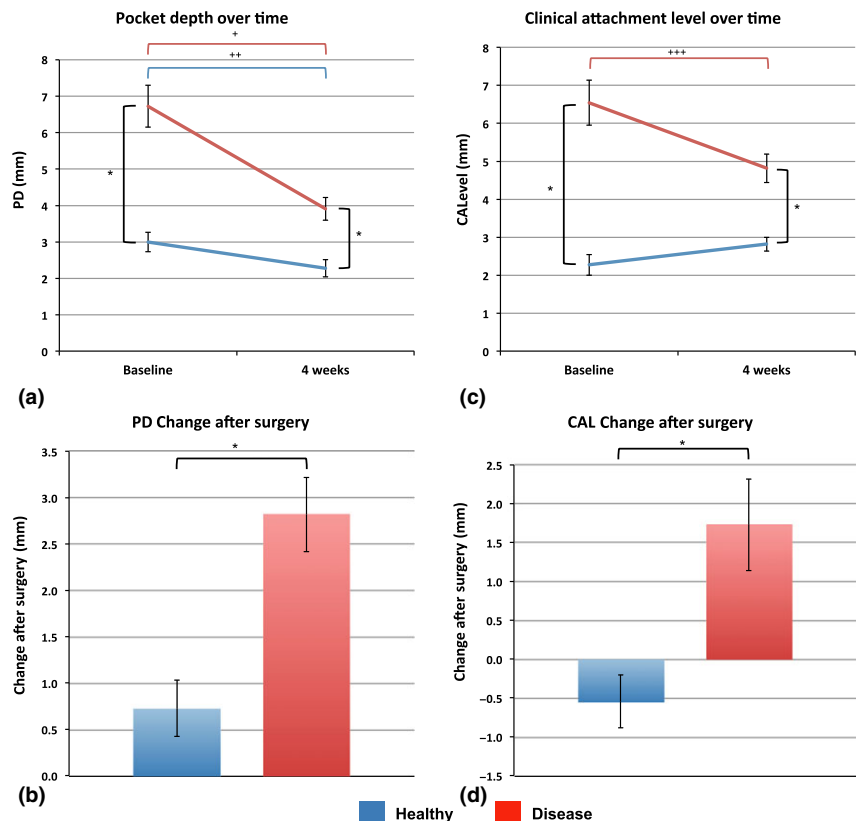 Pocket depth over time
+
++
8
7
6
5
4
3
2
1
0
PD (mm)
*
*
Baseline
4 weeks
(a)
Clinical attachment level over time
+++
8
7
6
5
4
3
2
1
0
CALevel (mm)
*
*
Baseline
4 weeks
(c)
PD Change after surgery
*
3.5
3.0
2.5
2.0
1.5
1.0
0.5
0.0
Change after surgery (mm)
(b)
CAL Change after surgery
*
2.5
2.0
1.5
1.0
0.5
0.0
–0.5
–1.0
–1.5
Change after surgery (mm)
(d)
Healthy
Disease